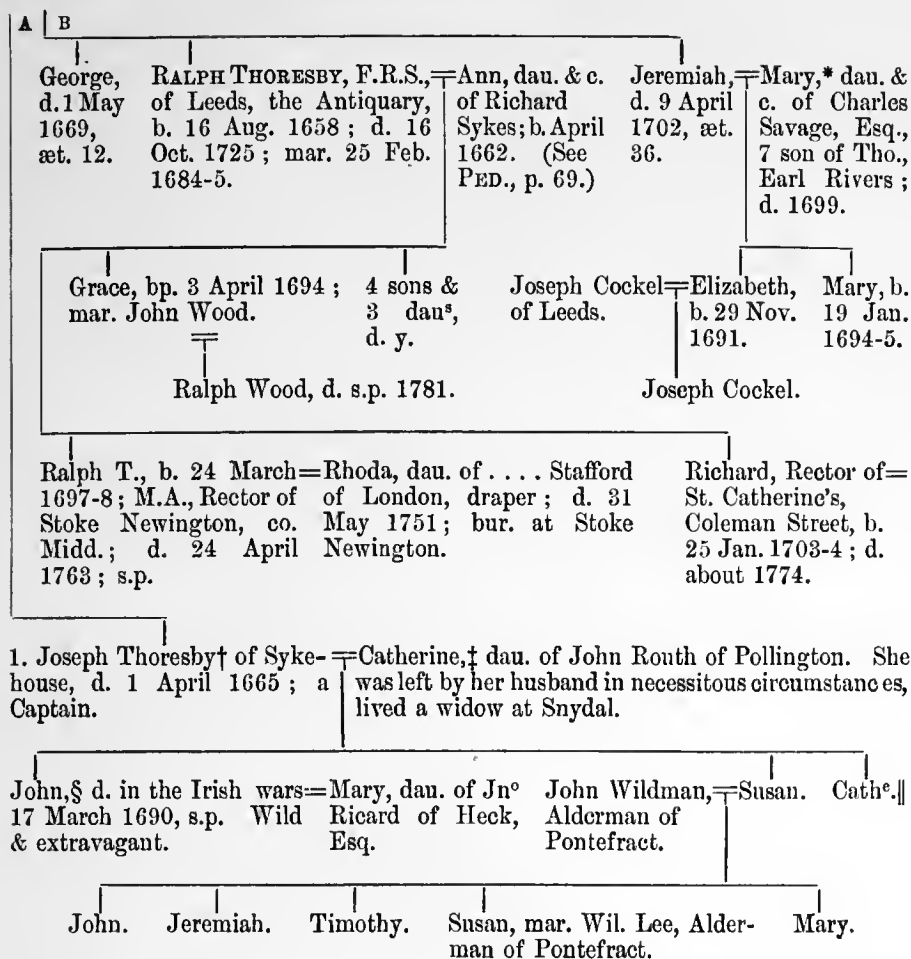 A | B
George,
d. 1 May
1669,
æt. 12.
RALPH THORESBY, F.R.S.,
of Leeds, the Antiquary,
b. 16 Aug. 1658 ; d. 16
Oct. 1725 ; mar. 25 Feb.
1684-5.
Ann, dau. & c.
of Richard
Sykes; b. April
1662. (See
PED., p. 69.)
Jeremiah,
d. 9 April
1702, æt.
36.
Mary,* dau. &
c. of Charles
Savage, Esq.,
7 son of Tho.,
Earl Rivers ;
d. 1699.
Grace, bp. 3 April 1694 ;
mar. John Wood.
4 sons &
3 dauˢ,
d. y.
Joseph Cockel
of Leeds.
Elizabeth,
b. 29 Nov.
1691.
Mary, b.
19 Jan.
1694-5.
Ralph Wood, d. s.p. 1781.
Joseph Cockel.
Ralph T., b. 24 March
1697-8 ; M.A., Rector of
Stoke Newington, co.
Midd. ; d. 24 April
1763 ; s.p.
=Rhoda, dau. of . . . . Stafford
of London, draper ; d. 31
May 1751 ; bur. at Stoke
Newington.
Richard, Rector of=
St. Catherine's,
Coleman Street, b.
25 Jan. 1703-4 ; d.
about 1774.
1. Joseph Thoresby† of Syke-
house, d. 1 April 1665 ; a
Captain.
Catherine,‡ dau. of John Routh of Pollington. She
was left by her husband in necessitous circumstances,
lived a widow at Snydal.
John,§ d. in the Irish wars
17 March 1690, s.p. Wild
& extravagant.
=Mary, dau. of Jnº
Ricard of Heck,
Esq.
John Wildman,
Alderman of
Pontefract.
Susan.
Cathᵉ.‖
John.
Jeremiah.
Timothy.
Susan, mar. Wil. Lee, Alder-
man of Pontefract.
Mary.